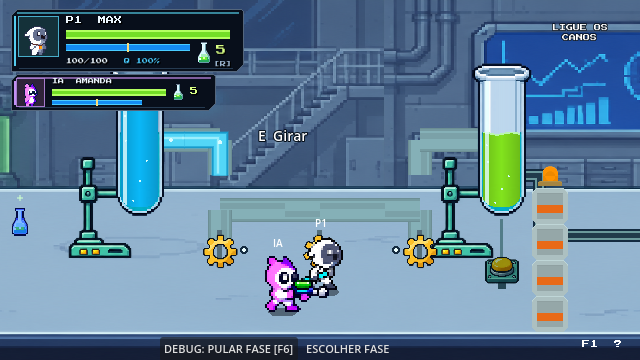 P1 MAX
5
100/100 Q 100%
[R]
IA AMANDA
5
LIGUE OS
CANOS
E Girar
P1
IA
F1 ?
DEBUG: PULAR FASE [F6]
ESCOLHER FASE